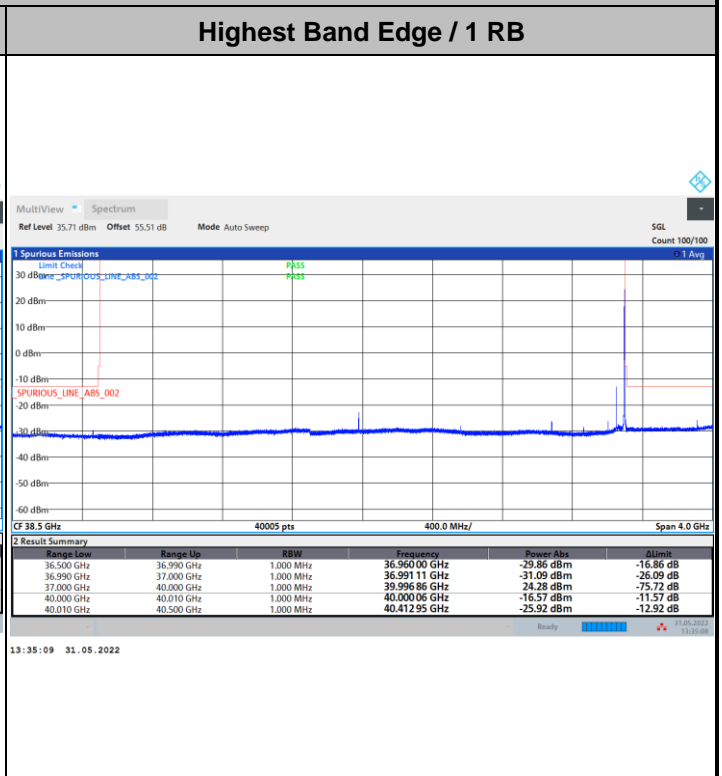 Highest Band Edge / 1 RB
MultiView Spectrum
Ref Level 35.71 dBm Offset 55.51 dB Mode Auto Sweep SGL
Count 100/100
1 Spurious Emissions 1 Avg
Limit Check PASS
Line _SPURIOUS_LINE_ABS_002 PASS
30 dBm
20 dBm
10 dBm
0 dBm
-10 dBm
_SPURIOUS_LINE_ABS_002
-20 dBm
-30 dBm
-40 dBm
-50 dBm
-60 dBm
CF 38.5 GHz 40005 pts 400.0 MHz/ Span 4.0 GHz
2 Result Summary
Range Low Range Up RBW Frequency Power Abs ΔLimit
36.500 GHz 36.990 GHz 1.000 MHz 36.960 00 GHz -29.86 dBm -16.86 dB
36.990 GHz 37.000 GHz 1.000 MHz 36.991 11 GHz -31.09 dBm -26.09 dB
37.000 GHz 40.000 GHz 1.000 MHz 39.996 86 GHz 24.28 dBm -75.72 dB
40.000 GHz 40.010 GHz 1.000 MHz 40.000 06 GHz -16.57 dBm -11.57 dB
40.010 GHz 40.500 GHz 1.000 MHz 40.412 95 GHz -25.92 dBm -12.92 dB
Ready 31.05.2022
13:35:08
13:35:09 31.05.2022